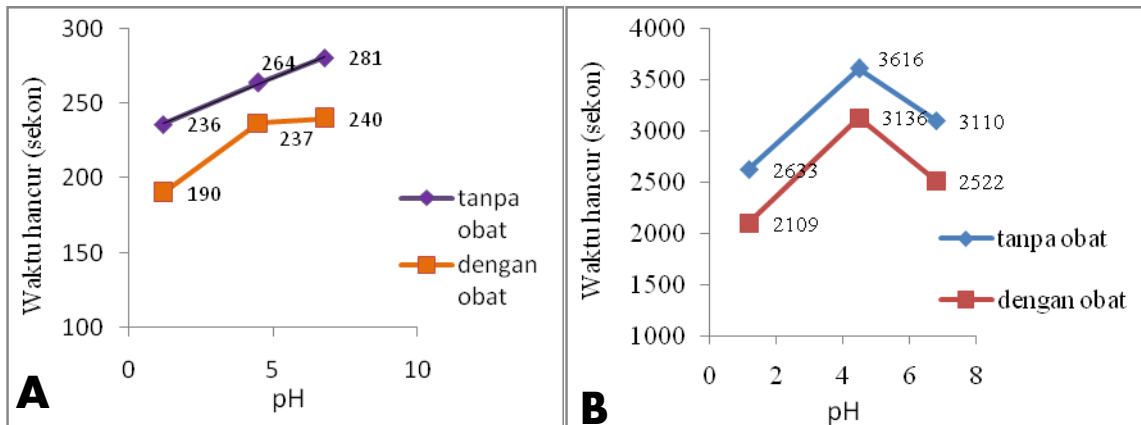 300
250
200
150
100
Waktu hancur (sekon)
236
264
281
190
237
240
tanpa
obat
dengan
obat
0
5
10
pH
A
4000
3500
3000
2500
2000
1500
1000
Waktu hancur (sekon)
2633
3616
3110
2109
3136
2522
tanpa obat
dengan obat
0
2
4
6
8
pH
B